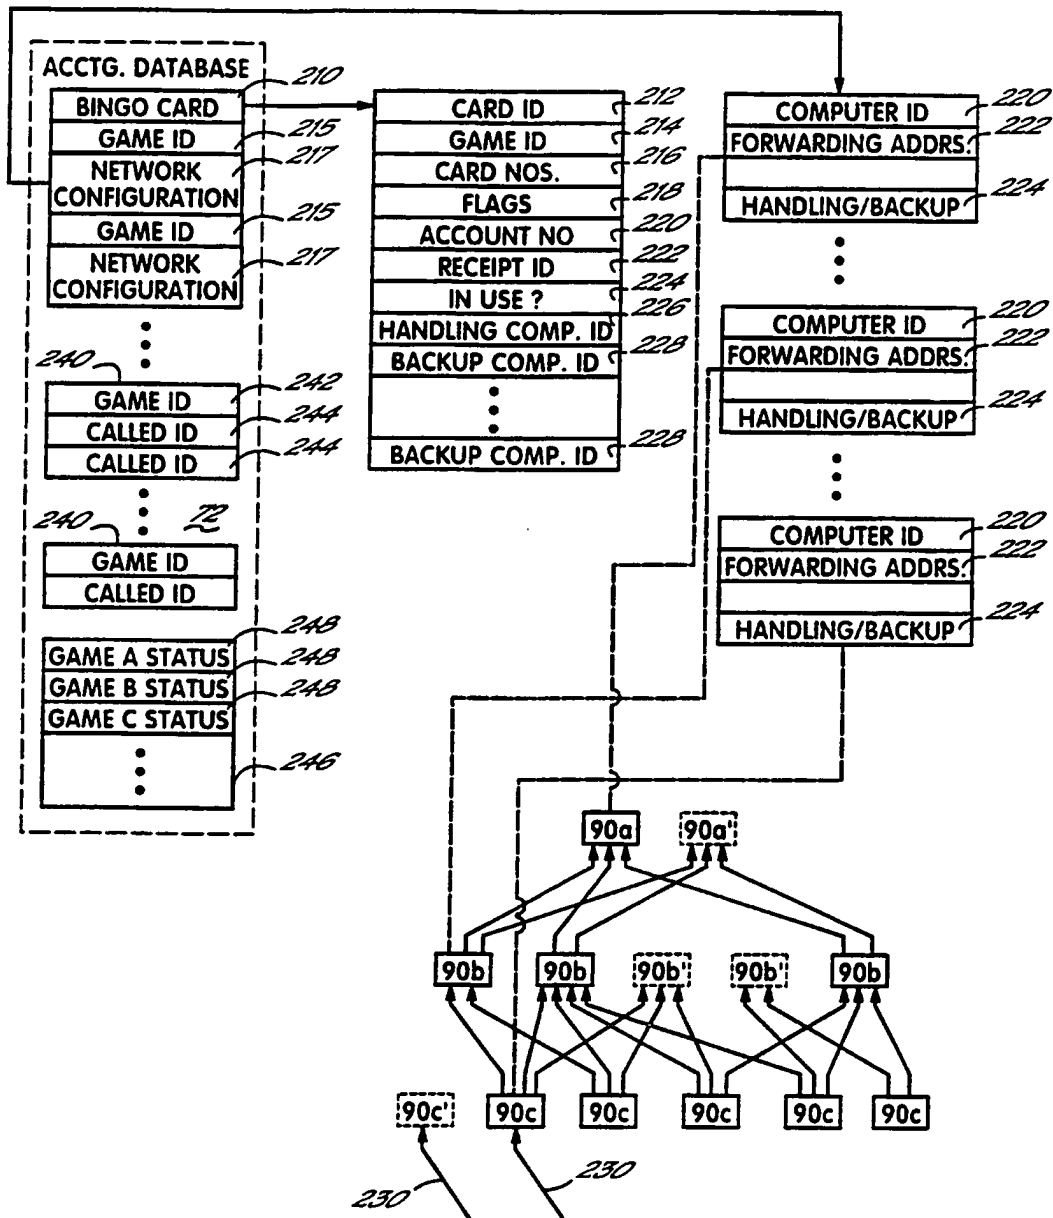 ACCTG. DATABASE
210
BINGO CARD
GAME ID
215
NETWORK
CONFIGURATION
217
GAME ID
215
NETWORK
CONFIGURATION
217
240
GAME ID
242
CALLED ID
244
CALLED ID
244
72
240
GAME ID
CALLED ID
GAME A STATUS
248
GAME B STATUS
248
GAME C STATUS
248
246
CARD ID
212
GAME ID
214
CARD NOS.
216
FLAGS
218
ACCOUNT NO
220
RECEIPT ID
222
IN USE ?
224
HANDLING COMP. ID
226
BACKUP COMP. ID
228
BACKUP COMP. ID
228
COMPUTER ID
220
FORWARDING ADDRS.
222
HANDLING/BACKUP
224
COMPUTER ID
220
FORWARDING ADDRS.
222
HANDLING/BACKUP
224
COMPUTER ID
220
FORWARDING ADDRS.
222
HANDLING/BACKUP
224
90a
90a'
90b
90b
90b'
90b'
90b
90c'
90c
90c
90c
90c
90c
230
230